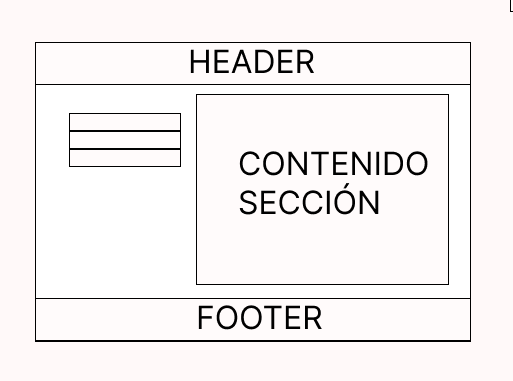 HEADER
CONTENIDO
SECCIÓN
FOOTER